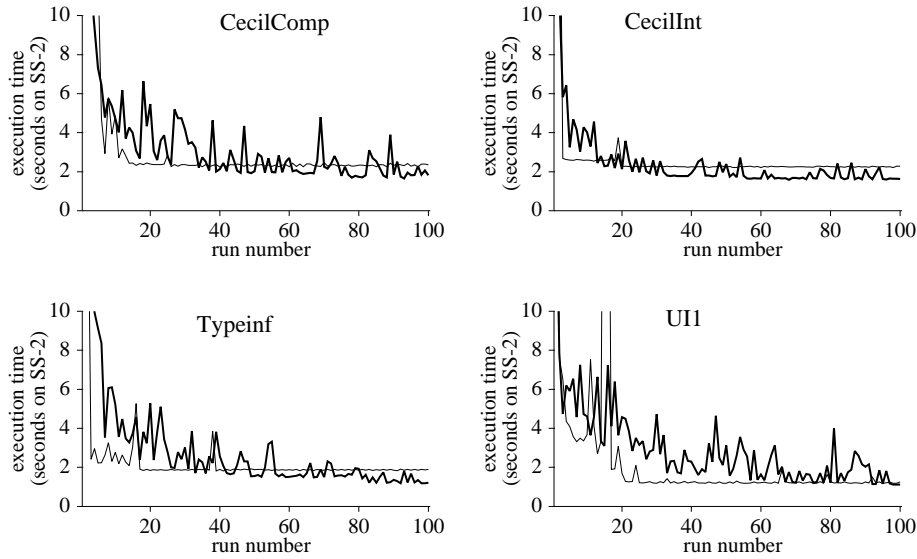 CecilComp
execution time
(seconds on SS-2)
10
8
6
4
2
0
20
40
60
80
100
run number
CecilInt
execution time
(seconds on SS-2)
10
8
6
4
2
0
20
40
60
80
100
run number
Typeinf
execution time
(seconds on SS-2)
10
8
6
4
2
0
20
40
60
80
100
run number
UI1
execution time
(seconds on SS-2)
10
8
6
4
2
0
20
40
60
80
100
run number